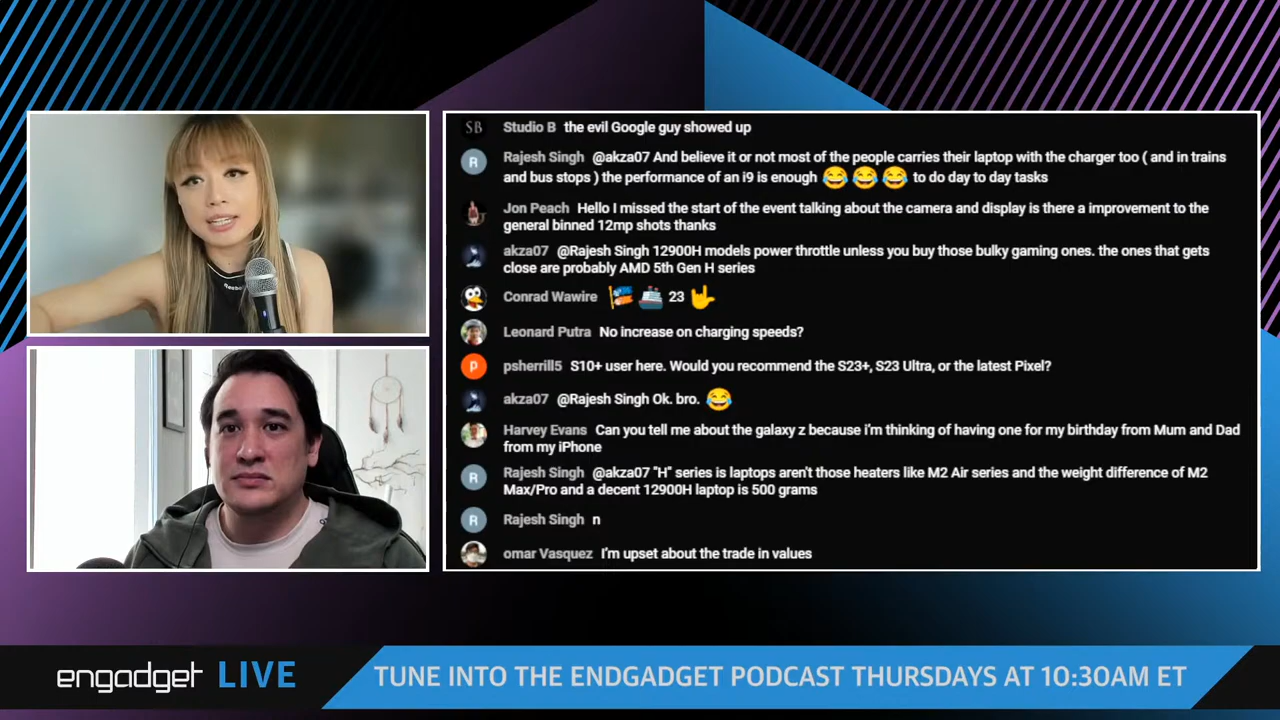 SB Studio B the evil Google guy showed up
R Rajesh Singh @akza07 And believe it or not most of the people carries their laptop with the charger too ( and in trains
and bus stops ) the performance of an i9 is enough 😂 😂 😂 to do day to day tasks
Jon Peach Hello I missed the start of the event talking about the camera and display is there a improvement to the
general binned 12mp shots thanks
akza07 @Rajesh Singh 12900H models power throttle unless you buy those bulky gaming ones. the ones that gets
close are probably AMD 5th Gen H series
Conrad Wawire 23
Leonard Putra No increase on charging speeds?
p psherrill5 S10+ user here. Would you recommend the S23+, S23 Ultra, or the latest Pixel?
akza07 @Rajesh Singh Ok. bro. 😂
Harvey Evans Can you tell me about the galaxy z because i'm thinking of having one for my birthday from Mum and Dad
from my iPhone
R Rajesh Singh @akza07 "H" series is laptops aren't those heaters like M2 Air series and the weight difference of M2
Max/Pro and a decent 12900H laptop is 500 grams
R Rajesh Singh n
omar Vasquez I'm upset about the trade in values
engadget LIVE
TUNE INTO THE ENDGADGET PODCAST THURSDAYS AT 10:30AM ET